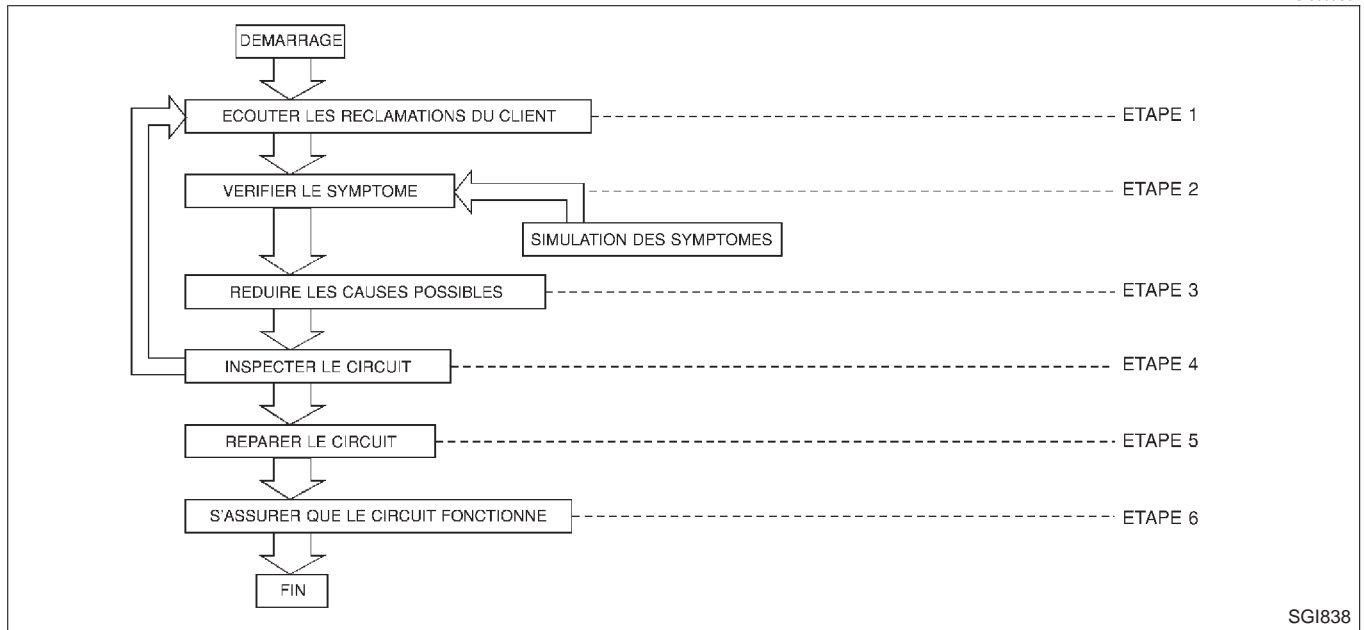 DEMARRAGE
ECOUTER LES RECLAMATIONS DU CLIENT
ETAPE 1
VERIFIER LE SYMPTOME
ETAPE 2
SIMULATION DES SYMPTOMES
REDUIRE LES CAUSES POSSIBLES
ETAPE 3
INSPECTER LE CIRCUIT
ETAPE 4
REPARER LE CIRCUIT
ETAPE 5
S'ASSURER QUE LE CIRCUIT FONCTIONNE
ETAPE 6
FIN
SGI838